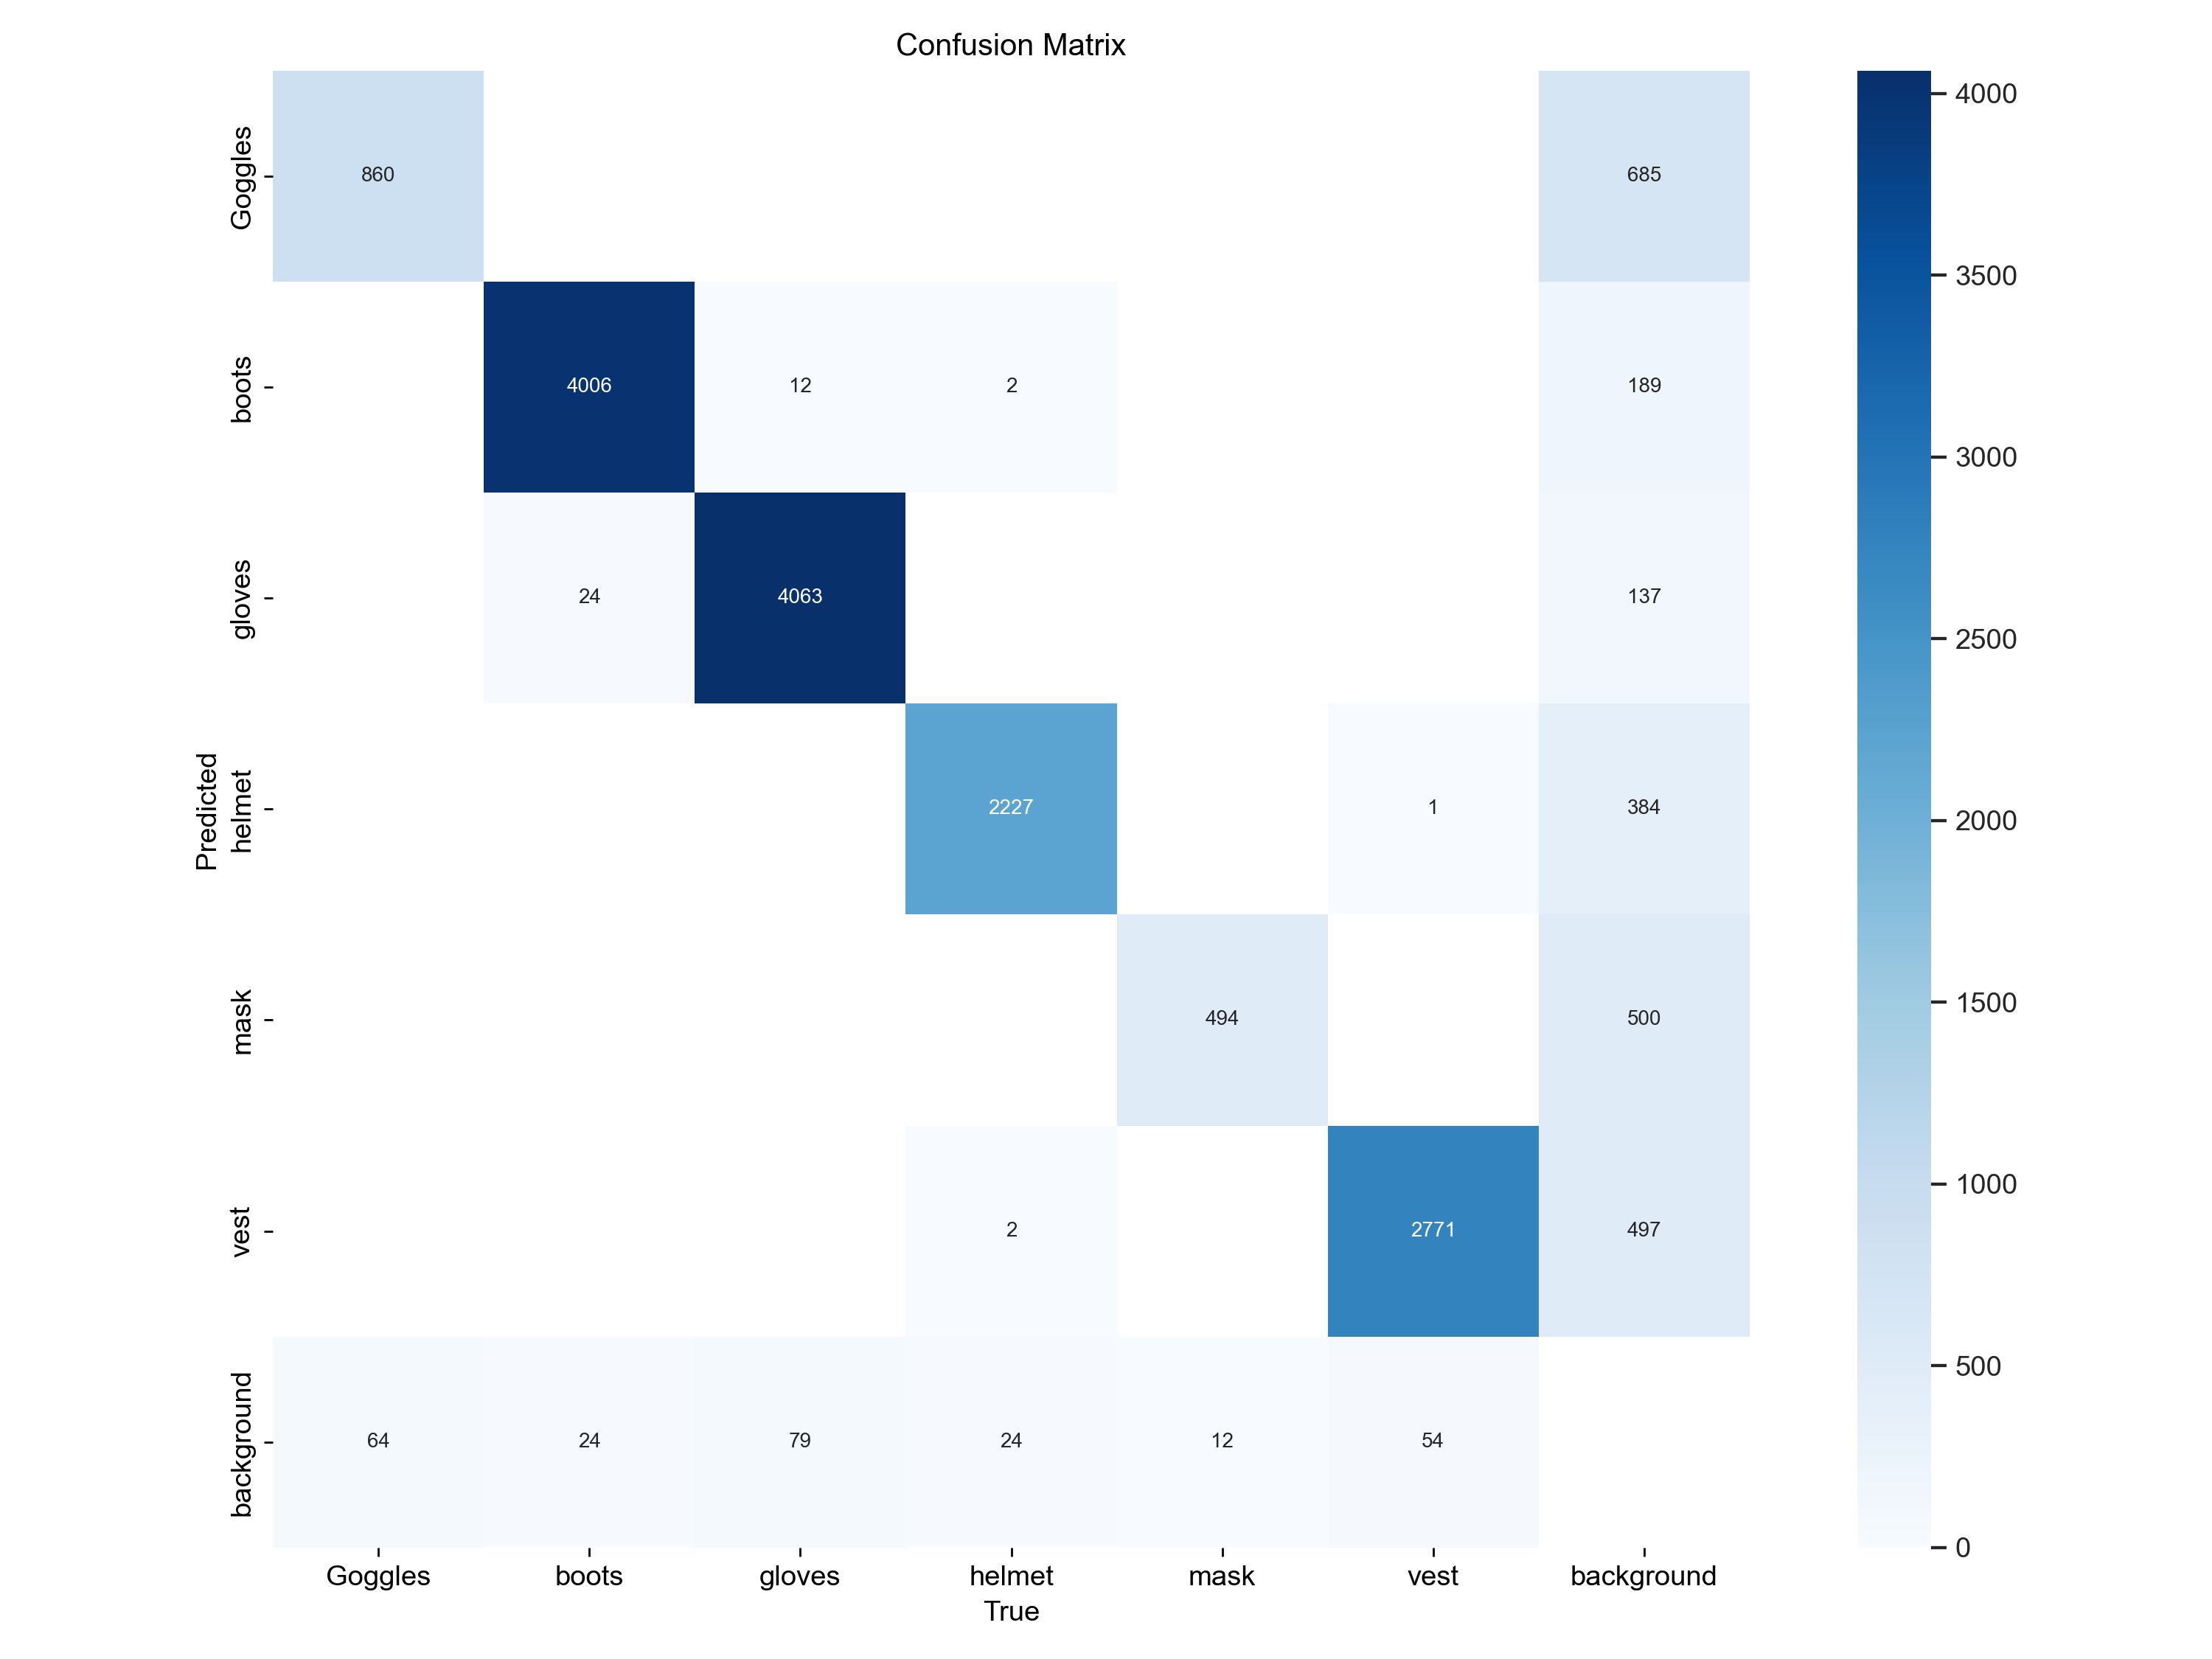 Confusion Matrix
Goggles 860 685
boots 4006 12 2 189
gloves 24 4063 137
Predicted
helmet 2227 1 384
mask 494 500
vest 2 2771 497
background 64 24 79 24 12 54
Goggles boots gloves helmet mask vest background
True
4000
3500
3000
2500
2000
1500
1000
500
0